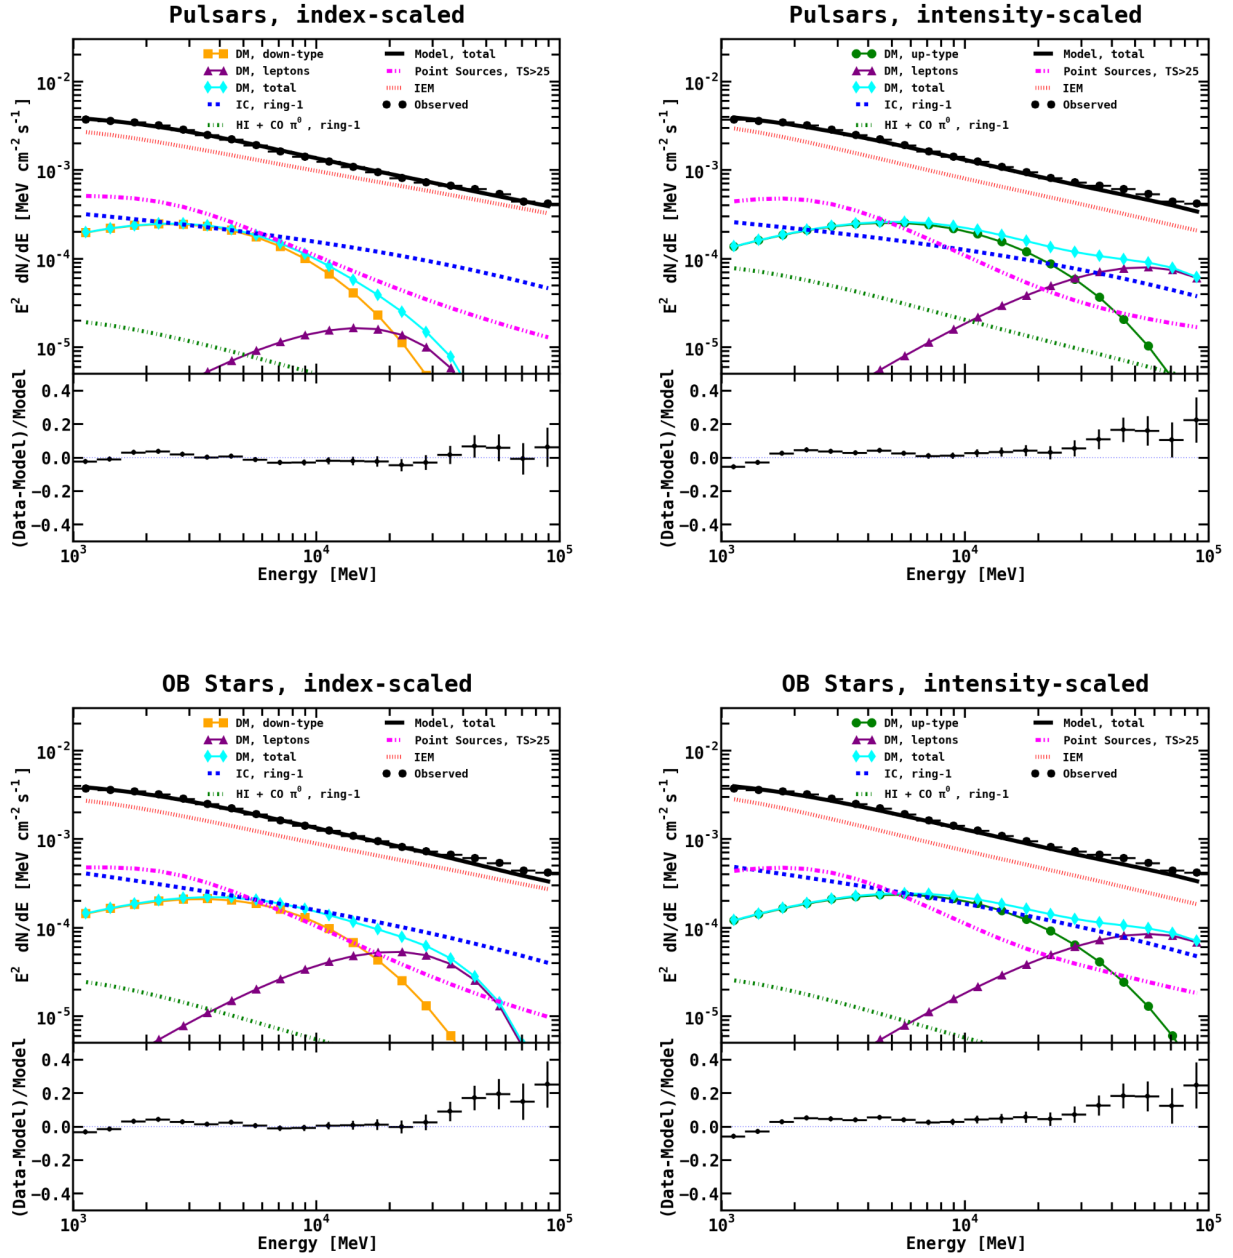 Pulsars, index-scaled
DM, down-type
DM, leptons
DM, total
IC, ring-1
HI + CO π⁰, ring-1
Model, total
Point Sources, TS>25
IEM
Observed
E² dN/dE [MeV cm⁻² s⁻¹]
10⁻²
10⁻³
10⁻⁴
10⁻⁵
(Data-Model)/Model
0.4
0.2
0.0
−0.2
−0.4
10³ 10⁴ 10⁵
Energy [MeV]
Pulsars, intensity-scaled
DM, up-type
DM, leptons
DM, total
IC, ring-1
HI + CO π⁰, ring-1
Model, total
Point Sources, TS>25
IEM
Observed
E² dN/dE [MeV cm⁻² s⁻¹]
10⁻²
10⁻³
10⁻⁴
10⁻⁵
(Data-Model)/Model
0.4
0.2
0.0
−0.2
−0.4
10³ 10⁴ 10⁵
Energy [MeV]
OB Stars, index-scaled
DM, down-type
DM, leptons
DM, total
IC, ring-1
HI + CO π⁰, ring-1
Model, total
Point Sources, TS>25
IEM
Observed
E² dN/dE [MeV cm⁻² s⁻¹]
10⁻²
10⁻³
10⁻⁴
10⁻⁵
(Data-Model)/Model
0.4
0.2
0.0
−0.2
−0.4
10³ 10⁴ 10⁵
Energy [MeV]
OB Stars, intensity-scaled
DM, up-type
DM, leptons
DM, total
IC, ring-1
HI + CO π⁰, ring-1
Model, total
Point Sources, TS>25
IEM
Observed
E² dN/dE [MeV cm⁻² s⁻¹]
10⁻²
10⁻³
10⁻⁴
10⁻⁵
(Data-Model)/Model
0.4
0.2
0.0
−0.2
−0.4
10³ 10⁴ 10⁵
Energy [MeV]